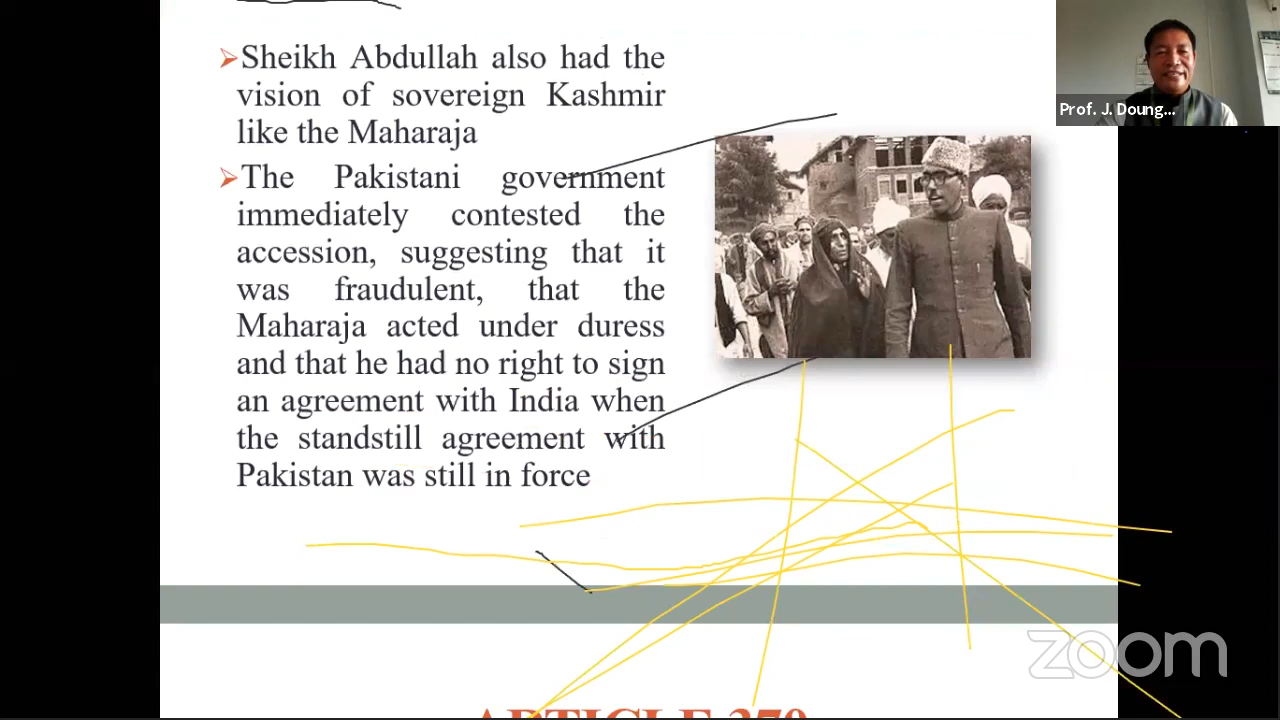 ➢Sheikh Abdullah also had the
vision of sovereign Kashmir
like the Maharaja
➢The Pakistani government
immediately contested the
accession, suggesting that it
was fraudulent, that the
Maharaja acted under duress
and that he had no right to sign
an agreement with India when
the standstill agreement with
Pakistan was still in force
Prof. J. Doung...
zoom
ARTICLE 370